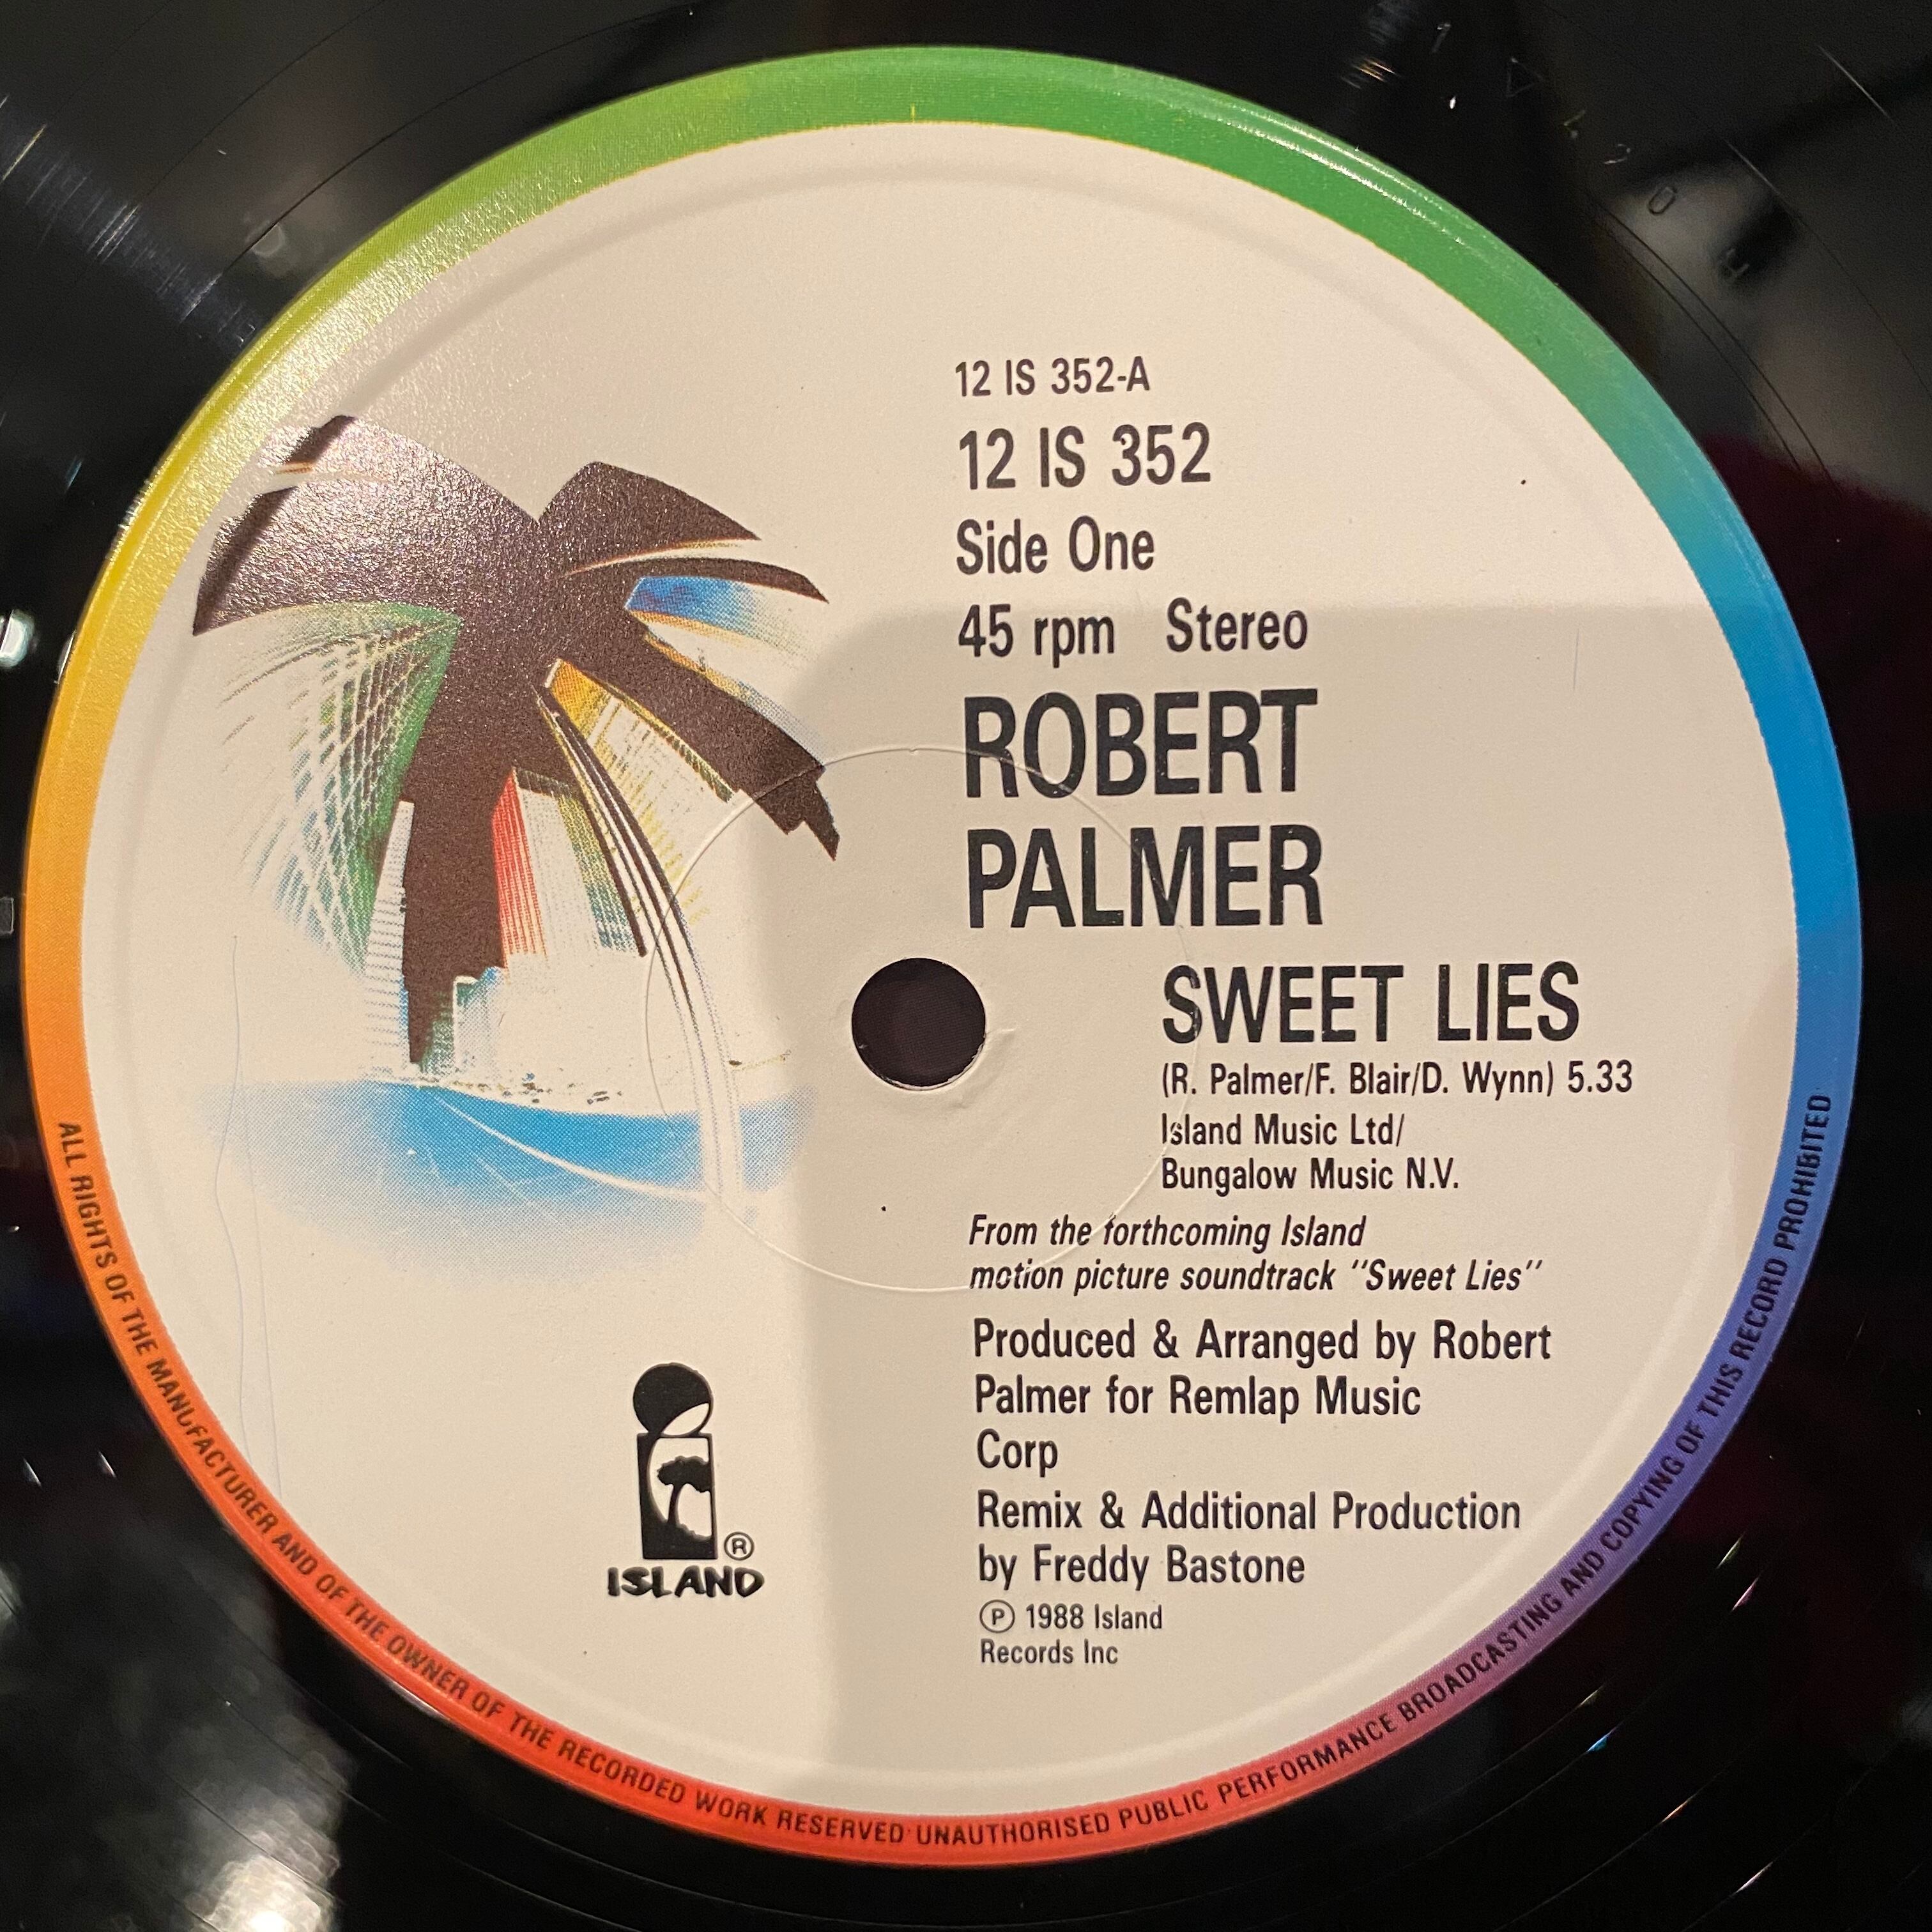 12 IS 352-A
12 IS 352
Side One
45 rpm Stereo
ROBERT
PALMER
SWEET LIES
(R. Palmer/F. Blair/D. Wynn) 5.33
Island Music Ltd/
Bungalow Music N.V.
From the forthcoming Island
motion picture soundtrack "Sweet Lies"
Produced & Arranged by Robert
Palmer for Remlap Music
Corp
Remix & Additional Production
by Freddy Bastone
℗ 1988 Island
Records Inc
®
ISLAND
ALL RIGHTS OF THE MANUFACTURER AND OF THE OWNER OF THE RECORDED WORK RESERVED UNAUTHORISED PUBLIC PERFORMANCE BROADCASTING AND COPYING OF THIS RECORD PROHIBITED